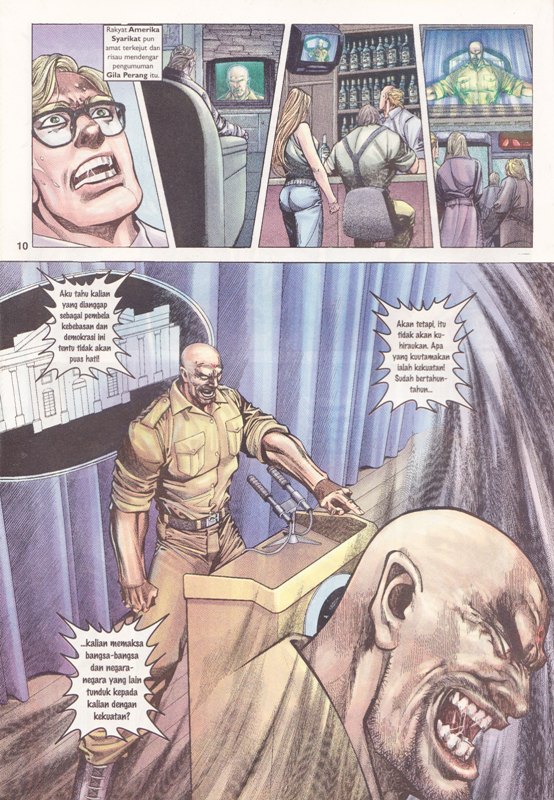 Rakyat Amerika
Syarikat pun
amat terkejut dan
risau mendengar
pengumuman
Gila Perang itu.
10
Aku tahu kalian
yang dianggap
sebagai pembela
kebebasan dan
demokrasi ini
tentu tidak akan
puas hati!
Akan tetapi, itu
tidak akan ku-
hiraukan. Apa
yang kuutamakan
ialah kekuatan!
Sudah bertahun-
tahun...
...kalian memaksa
bangsa-bangsa
dan negara-
negara yang lain
tunduk kepada
kalian dengan
kekuatan?